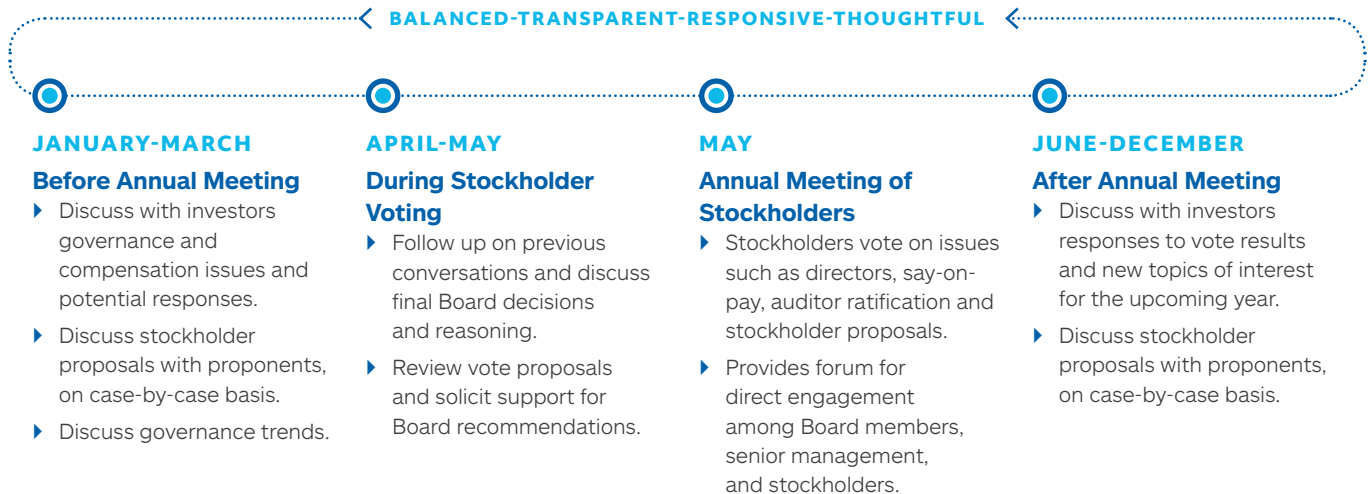 BALANCED-TRANSPARENT-RESPONSIVE-THOUGHTFUL
JANUARY-MARCH
Before Annual Meeting
Discuss with investors
governance and
compensation issues and
potential responses.
Discuss stockholder
proposals with proponents,
on case-by-case basis.
Discuss governance trends.
APRIL-MAY
During Stockholder
Voting
Follow up on previous
conversations and discuss
final Board decisions
and reasoning.
Review vote proposals
and solicit support for
Board recommendations.
MAY
Annual Meeting of
Stockholders
Stockholders vote on issues
such as directors, say-on-
pay, auditor ratification and
stockholder proposals.
Provides forum for
direct engagement
among Board members,
senior management,
and stockholders.
JUNE-DECEMBER
After Annual Meeting
Discuss with investors
responses to vote results
and new topics of interest
for the upcoming year.
Discuss stockholder
proposals with proponents,
on case-by-case basis.